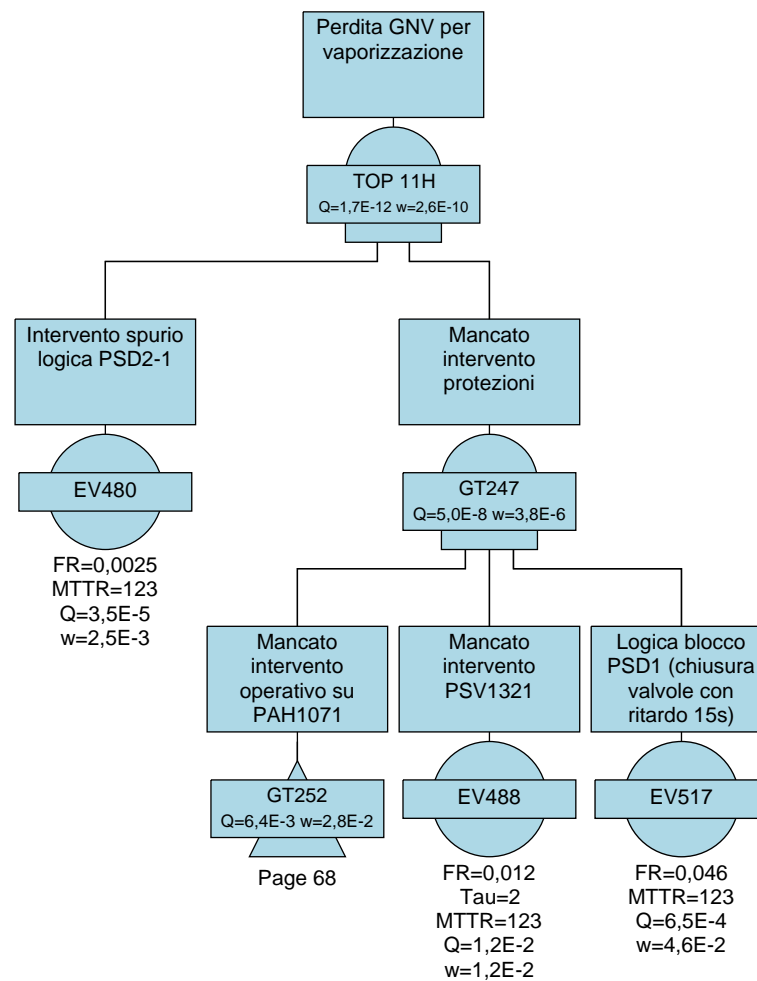 Perdita GNV per
vaporizzazione
TOP 11H
Q=1,7E-12 w=2,6E-10
Intervento spurio
logica PSD2-1
EV480
FR=0,0025
MTTR=123
Q=3,5E-5
w=2,5E-3
Mancato
intervento
protezioni
GT247
Q=5,0E-8 w=3,8E-6
Mancato
intervento
operativo su
PAH1071
GT252
Q=6,4E-3 w=2,8E-2
Page 68
Mancato
intervento
PSV1321
EV488
FR=0,012
Tau=2
MTTR=123
Q=1,2E-2
w=1,2E-2
Logica blocco
PSD1 (chiusura
valvole con
ritardo 15s)
EV517
FR=0,046
MTTR=123
Q=6,5E-4
w=4,6E-2